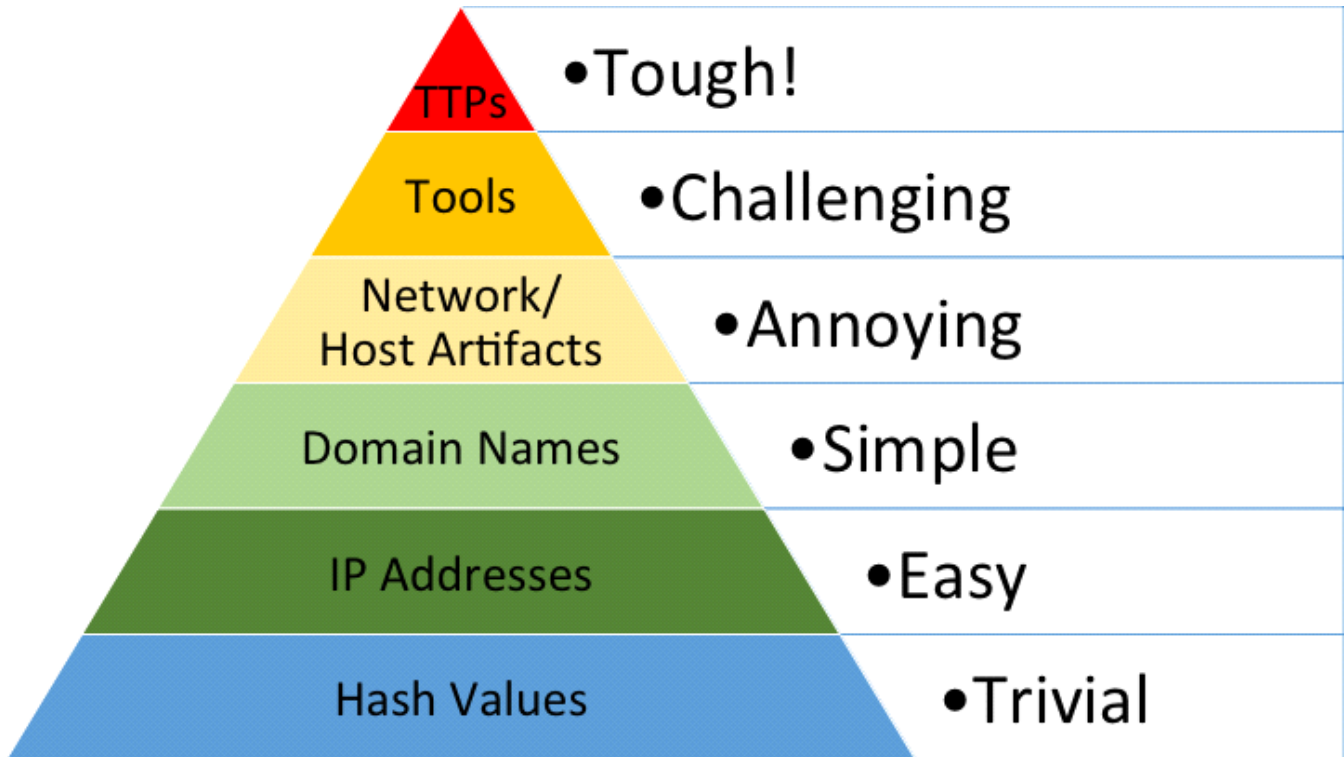 TTPs
•Tough!
Tools
•Challenging
Network/
Host Artifacts
•Annoying
Domain Names
•Simple
IP Addresses
•Easy
Hash Values
•Trivial